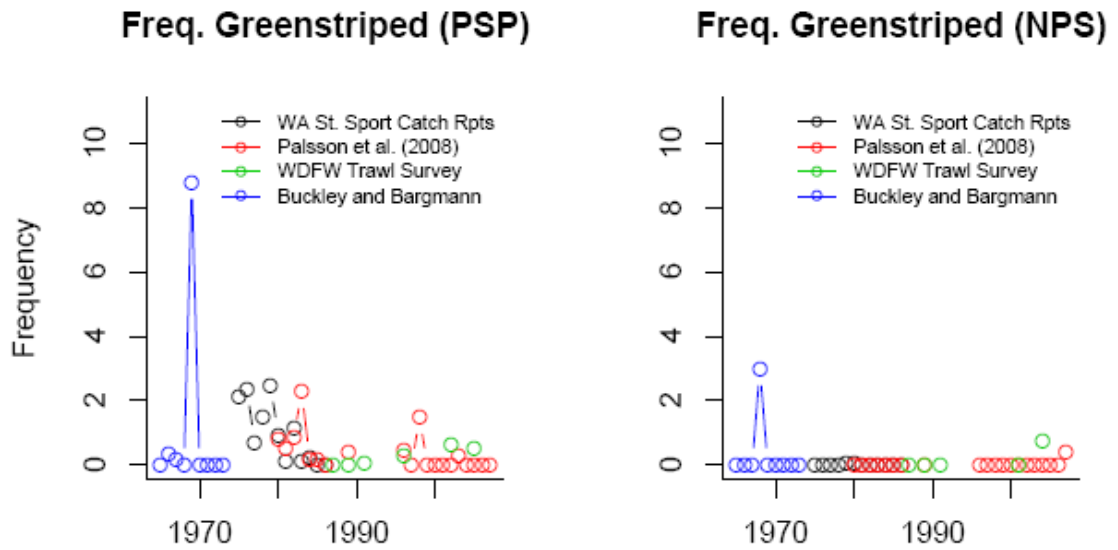 Freq. Greenstriped (PSP)
Frequency
10
8
6
4
2
0
WA St. Sport Catch Rpts
Palsson et al. (2008)
WDFW Trawl Survey
Buckley and Bargmann
1970
1990
Freq. Greenstriped (NPS)
10
8
6
4
2
0
WA St. Sport Catch Rpts
Palsson et al. (2008)
WDFW Trawl Survey
Buckley and Bargmann
1970
1990